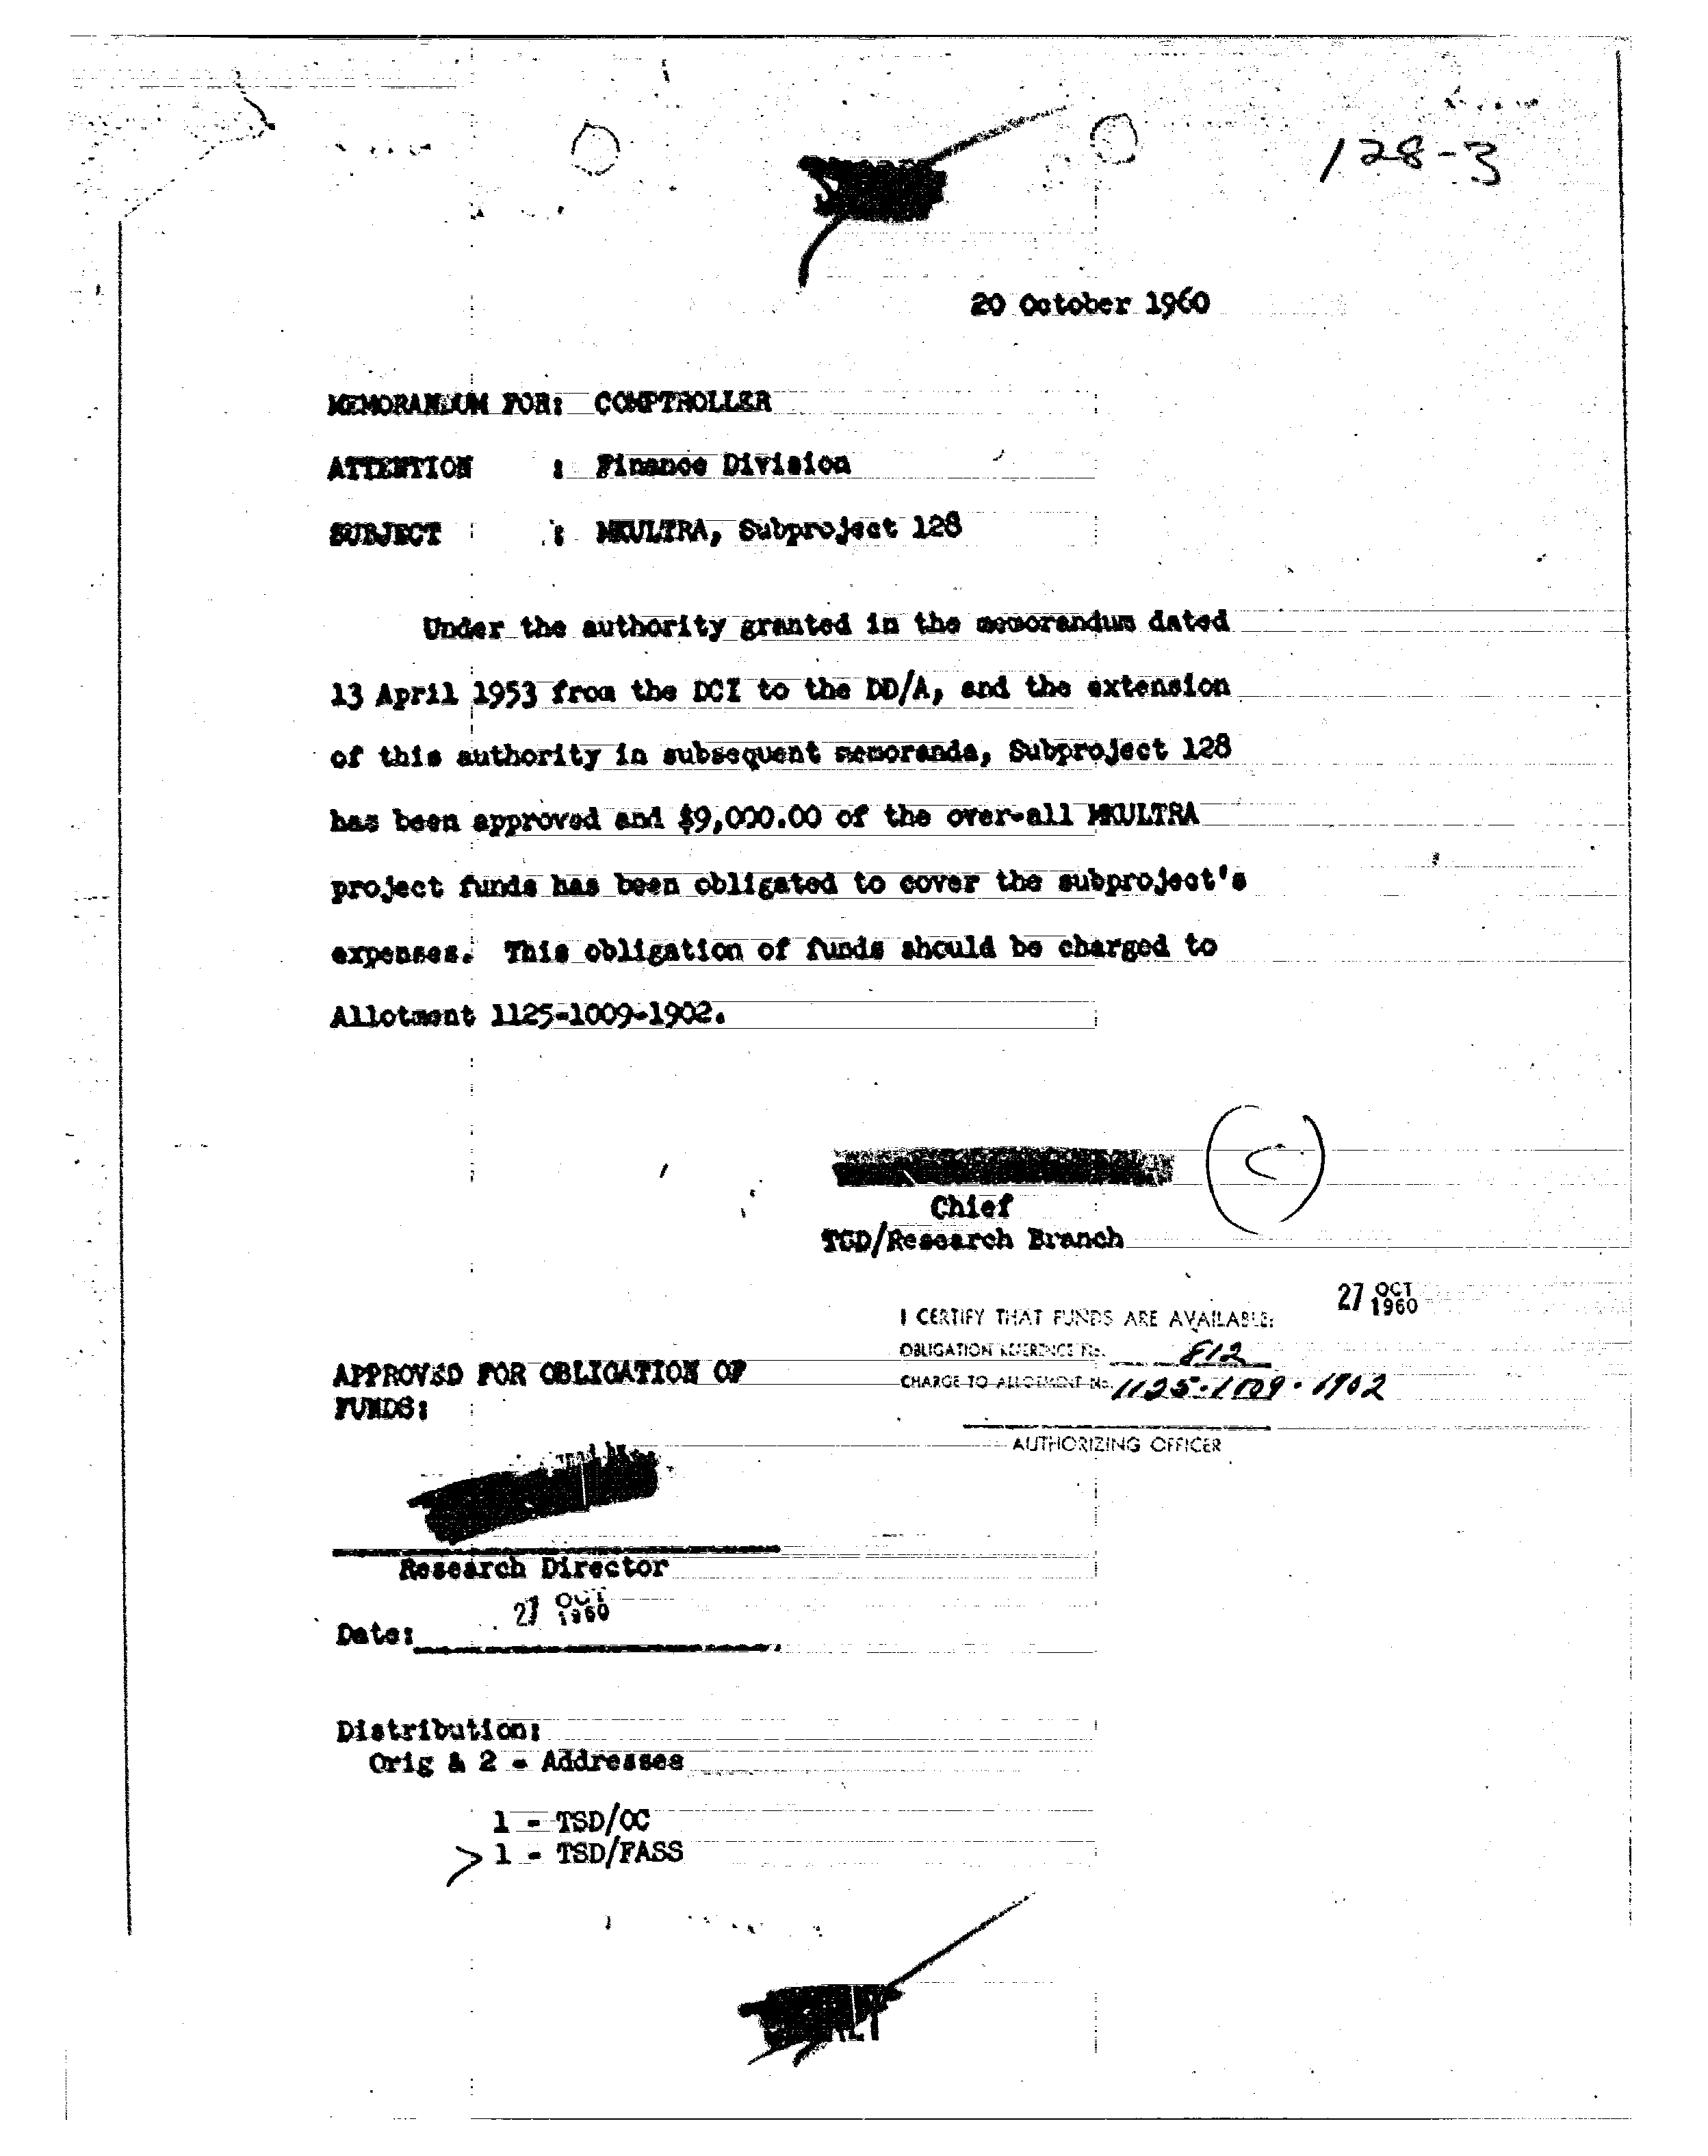 128-3
20 October 1960
MEMORANDUM FOR: COMPTROLLER
ATTENTION : Finance Division
SUBJECT : MKULTRA, Subproject 128
Under the authority granted in the memorandum dated
13 April 1953 from the DCI to the DD/A, and the extension
of this authority in subsequent memoranda, Subproject 128
has been approved and $9,000.00 of the over-all MKULTRA
project funds has been obligated to cover the subproject's
expenses. This obligation of funds should be charged to
Allotment 1125-1009-1902.
C
Chief
TSD/Research Branch
27 OCT 1960
I CERTIFY THAT FUNDS ARE AVAILABLE:
OBLIGATION REFERENCE No. 812
CHARGE TO ALLOTMENT No. 1125-1009-1902
AUTHORIZING OFFICER
APPROVED FOR OBLIGATION OF
FUNDS:
Research Director
27 OCT 1960
Date:
Distribution:
Orig & 2 - Addresses
1 - TSD/OC
1 - TSD/FASS